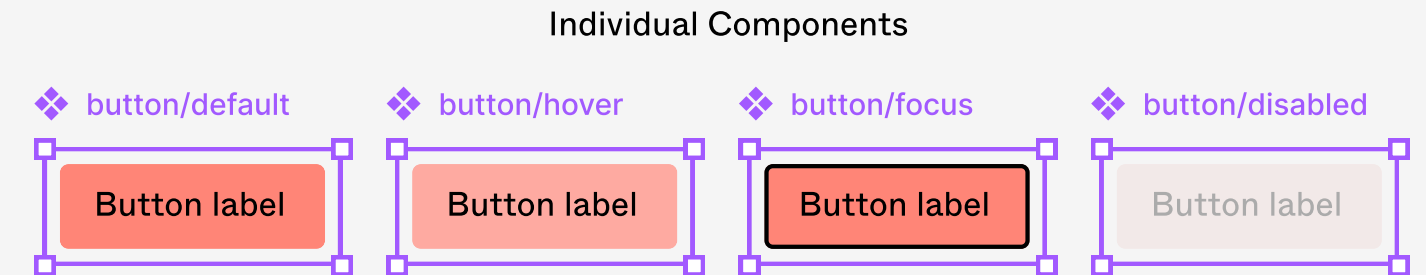 Individual Components
button/default
button/hover
button/focus
button/disabled
Button label
Button label
Button label
Button label